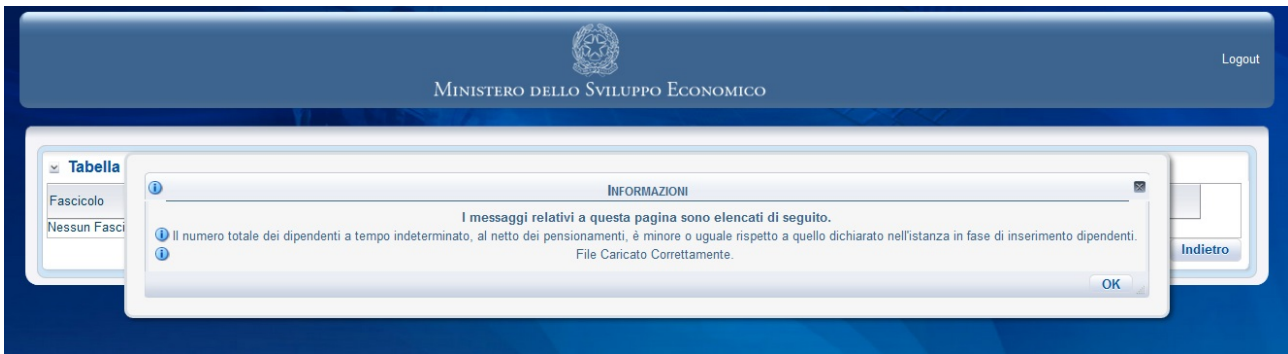 Logout
MINISTERO DELLO SVILUPPO ECONOMICO
Tabella
Fascicolo
Nessun Fasci
INFORMAZIONI
I messaggi relativi a questa pagina sono elencati di seguito.
Il numero totale dei dipendenti a tempo indeterminato, al netto dei pensionamenti, è minore o uguale rispetto a quello dichiarato nell'istanza in fase di inserimento dipendenti.
File Caricato Correttamente.
Indietro
OK